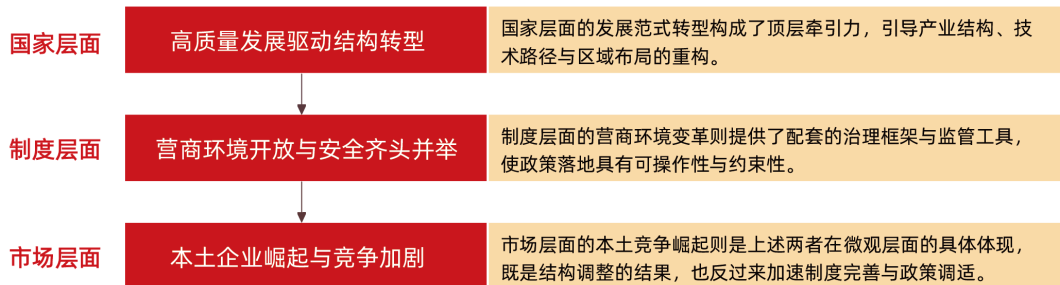 国家层面
高质量发展驱动结构转型
国家层面的发展范式转型构成了顶层牵引力，引导产业结构、技
术路径与区域布局的重构。
制度层面
营商环境开放与安全齐头并举
制度层面的营商环境变革则提供了配套的治理框架与监管工具，
使政策落地具有可操作性与约束性。
市场层面
本土企业崛起与竞争加剧
市场层面的本土竞争崛起则是上述两者在微观层面的具体体现，
既是结构调整的结果，也反过来加速制度完善与政策调适。